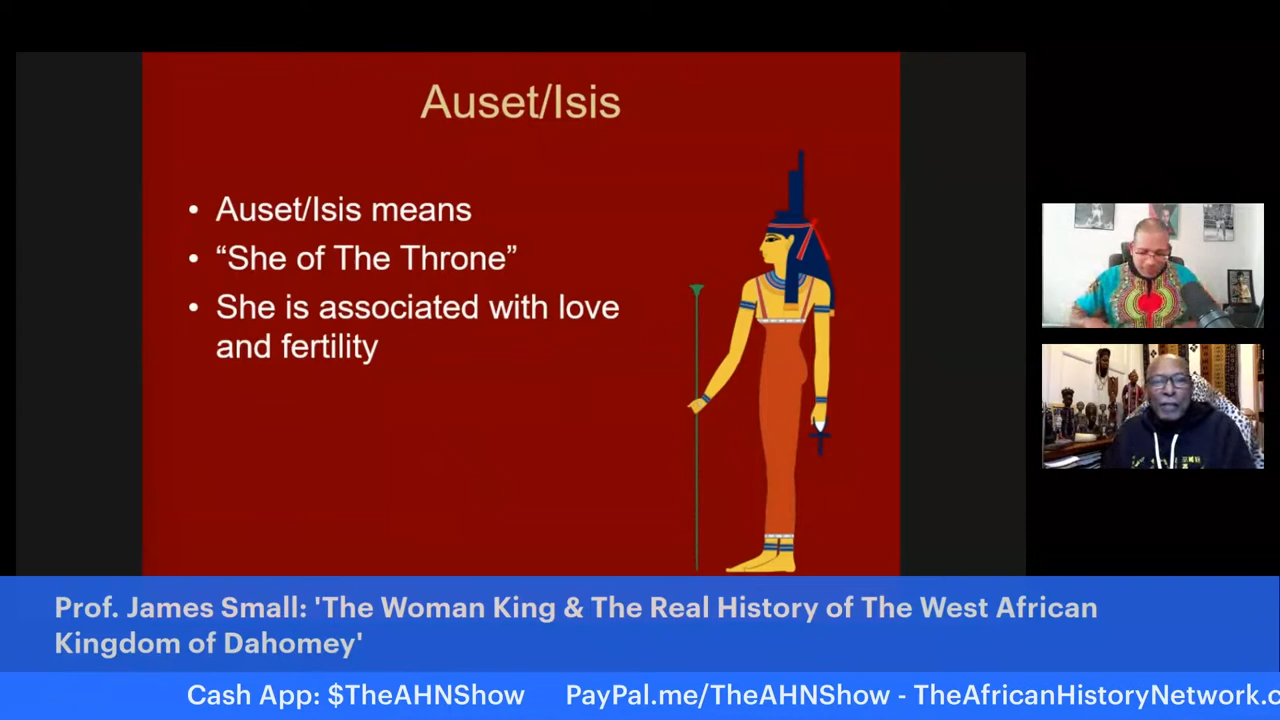 Auset/Isis
• Auset/Isis means
• “She of The Throne”
• She is associated with love
and fertility
Prof. James Small: 'The Woman King & The Real History of The West African
Kingdom of Dahomey'
Cash App: $TheAHNShow PayPal.me/TheAHNShow - TheAfricanHistoryNetwork.c